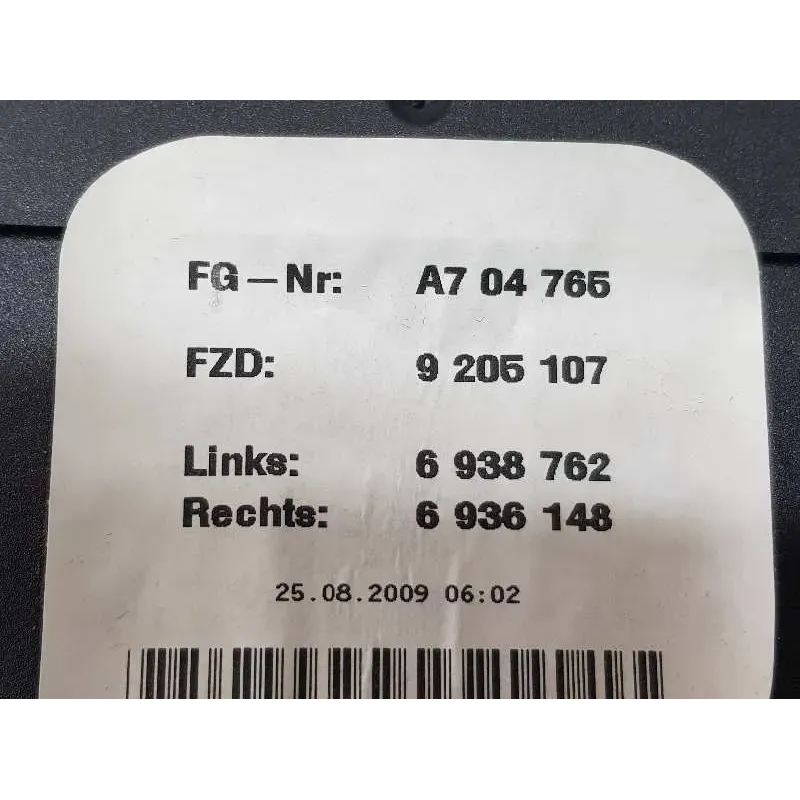 FG-Nr: A7 04 765
FZD: 9 205 107
Links: 6 938 762
Rechts: 6 936 148
25.08.2009 06:02